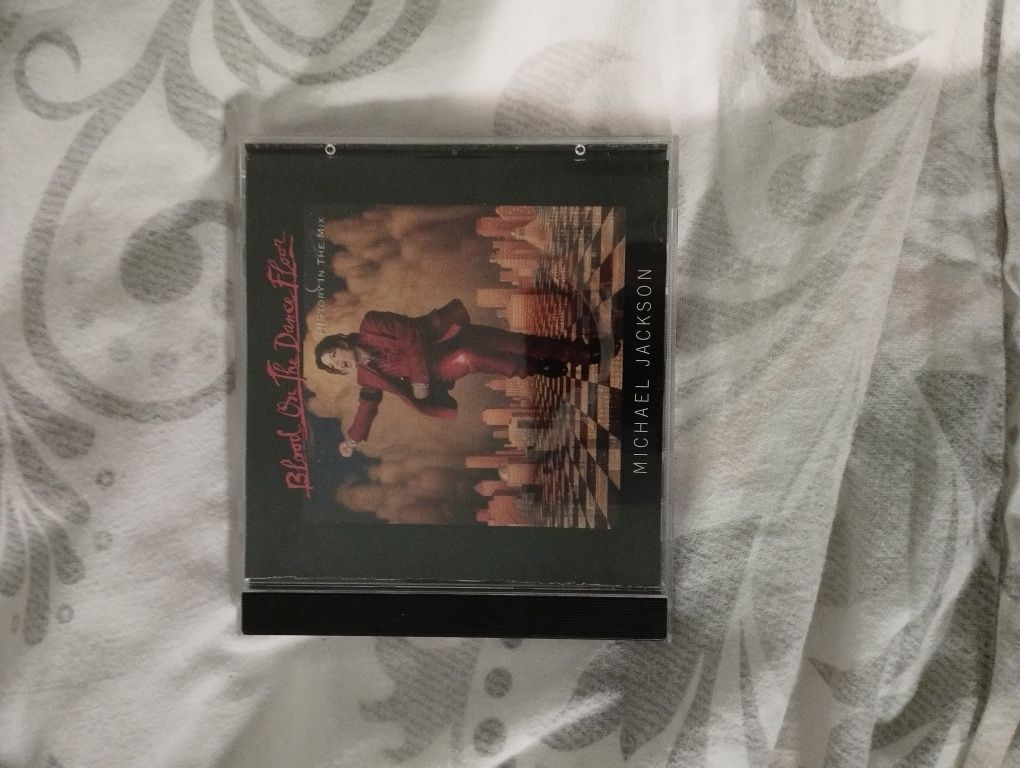 Blood On The Dance Floor
HISTORY IN THE MIX
MICHAEL JACKSON